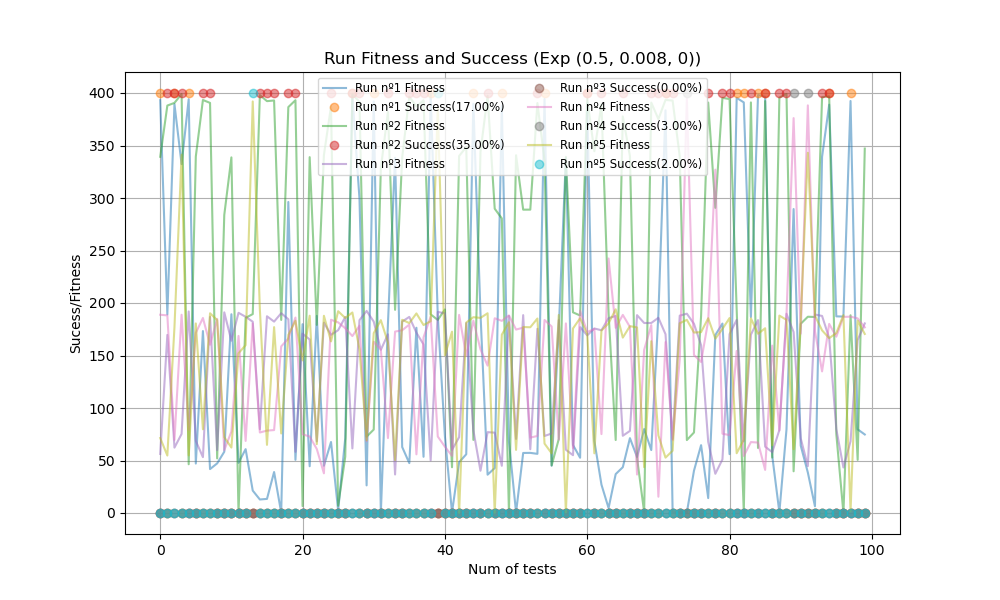 Run Fitness and Success (Exp (0.5, 0.008, 0))
Success/Fitness
400
350
300
250
200
150
100
50
0
Run nº1 Fitness
Run nº1 Success(17.00%)
Run nº2 Fitness
Run nº2 Success(35.00%)
Run nº3 Fitness
Run nº3 Success(0.00%)
Run nº4 Fitness
Run nº4 Success(3.00%)
Run nº5 Fitness
Run nº5 Success(2.00%)
0 20 40 60 80 100
Num of tests